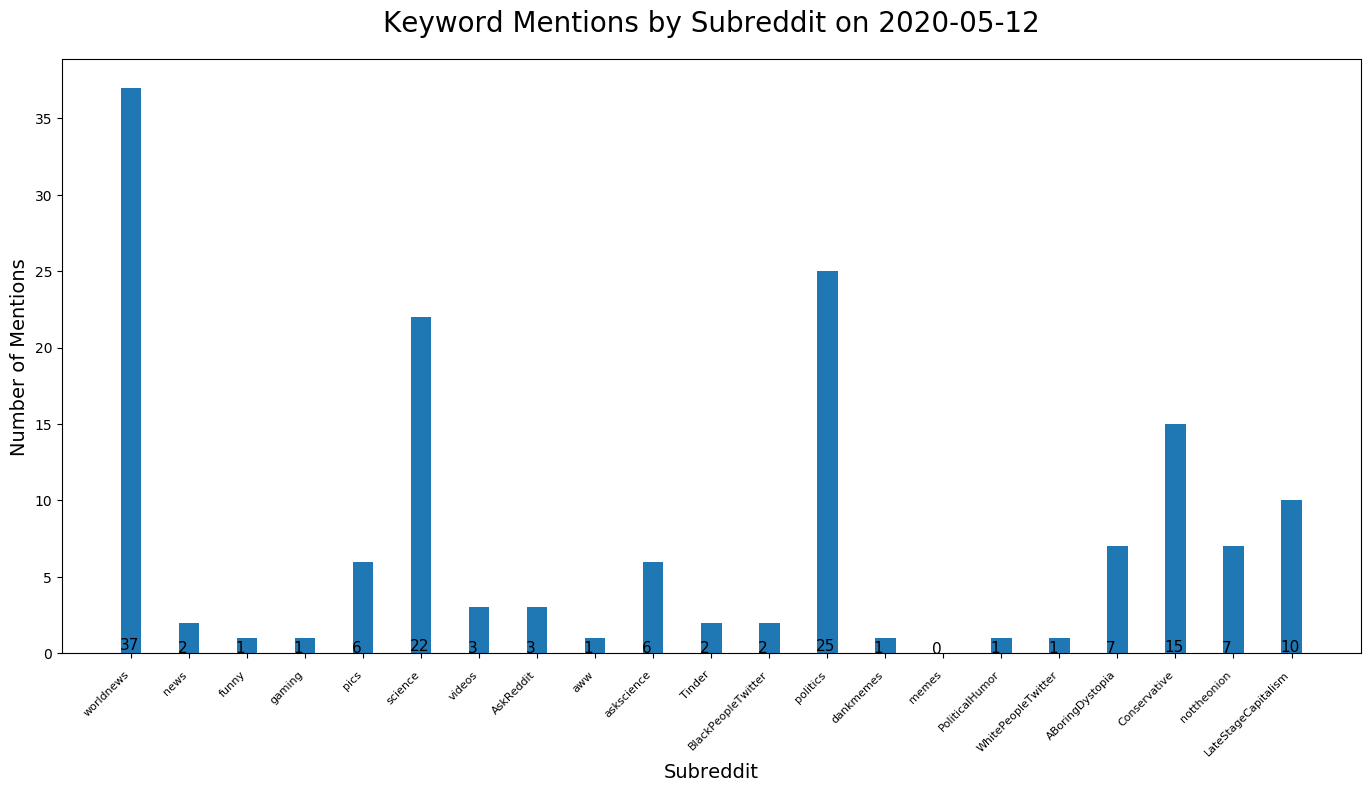 Keyword Mentions by Subreddit on 2020-05-12
Number of Mentions
35
30
25
20
15
10
5
0
37
2
1
1
6
22
3
3
1
6
2
2
25
1
0
1
1
7
15
7
10
worldnews
news
funny
gaming
pics
science
videos
AskReddit
aww
askscience
Tinder
BlackPeopleTwitter
politics
dankmemes
memes
PoliticalHumor
WhitePeopleTwitter
ABoringDystopia
Conservative
nottheonion
LateStageCapitalism
Subreddit